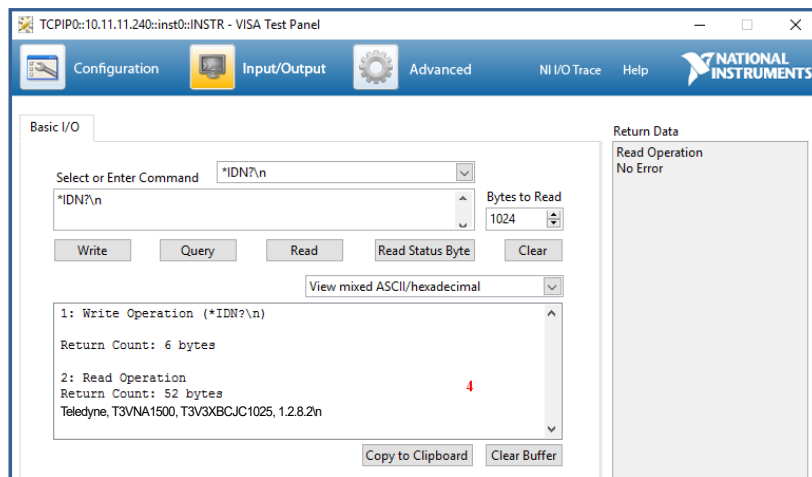 TCPIP0::10.11.11.240::inst0::INSTR - VISA Test Panel
Configuration
Input/Output
Advanced
NI I/O Trace
Help
NATIONAL
INSTRUMENTS
Basic I/O
Select or Enter Command
*IDN?\n
*IDN?\n
Bytes to Read
1024
Write
Query
Read
Read Status Byte
Clear
View mixed ASCII/hexadecimal
1: Write Operation (*IDN?\n)
Return Count: 6 bytes
2: Read Operation
Return Count: 52 bytes
Teledyne, T3VNA1500, T3V3XBCJC1025, 1.2.8.2\n
4
Copy to Clipboard
Clear Buffer
Return Data
Read Operation
No Error